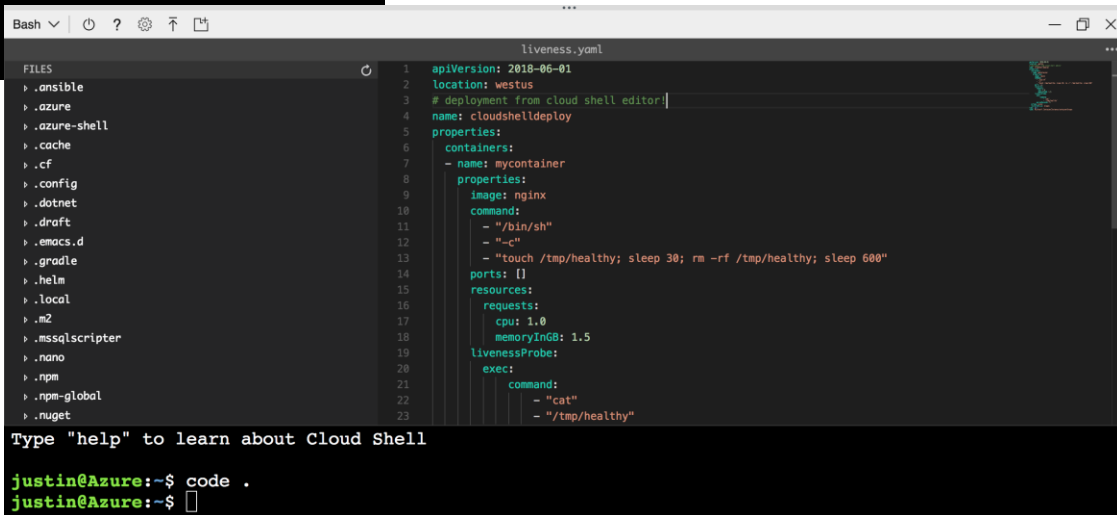 Bash
liveness.yaml
FILES
.ansible
.azure
.azure-shell
.cache
.cf
.config
.dotnet
.draft
.emacs.d
.gradle
.helm
.local
.m2
.mssqlscripter
.nano
.npm
.npm-global
.nuget
1 apiVersion: 2018-06-01
2 location: westus
3 # deployment from cloud shell editor!
4 name: cloudshelldeploy
5 properties:
6 containers:
7 - name: mycontainer
8 properties:
9 image: nginx
10 command:
11 - "/bin/sh"
12 - "-c"
13 - "touch /tmp/healthy; sleep 30; rm -rf /tmp/healthy; sleep 600"
14 ports: []
15 resources:
16 requests:
17 cpu: 1.0
18 memoryInGB: 1.5
19 livenessProbe:
20 exec:
21 command:
22 - "cat"
23 - "/tmp/healthy"
Type "help" to learn about Cloud Shell
justin@Azure:~$ code .
justin@Azure:~$